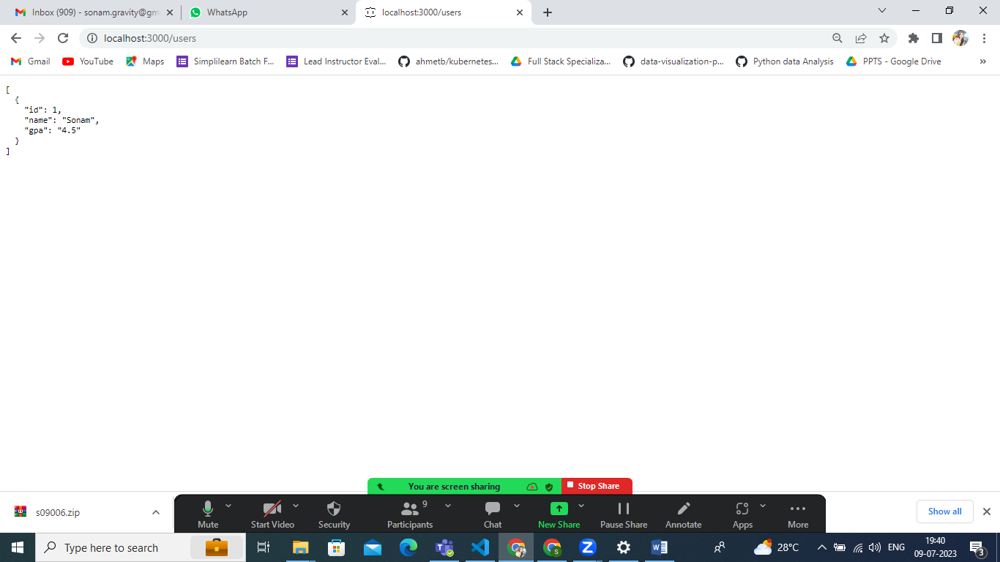 Inbox (909) - sonam.gravity@gm
WhatsApp
localhost:3000/users
localhost:3000/users
Gmail
YouTube
Maps
Simplilearn Batch F...
Lead Instructor Eval...
ahmetb/kubernetes...
Full Stack Specializa...
data-visualization-p...
Python data Analysis
PPTS - Google Drive
»
[
{
"id": 1,
"name": "Sonam",
"gpa": "4.5"
}
]
You are screen sharing
Stop Share
s09006.zip
Mute
Start Video
Security
Participants
9
Chat
New Share
Pause Share
Annotate
Apps
More
Show all
Type here to search
28°C
ENG
19:40
09-07-2023
3